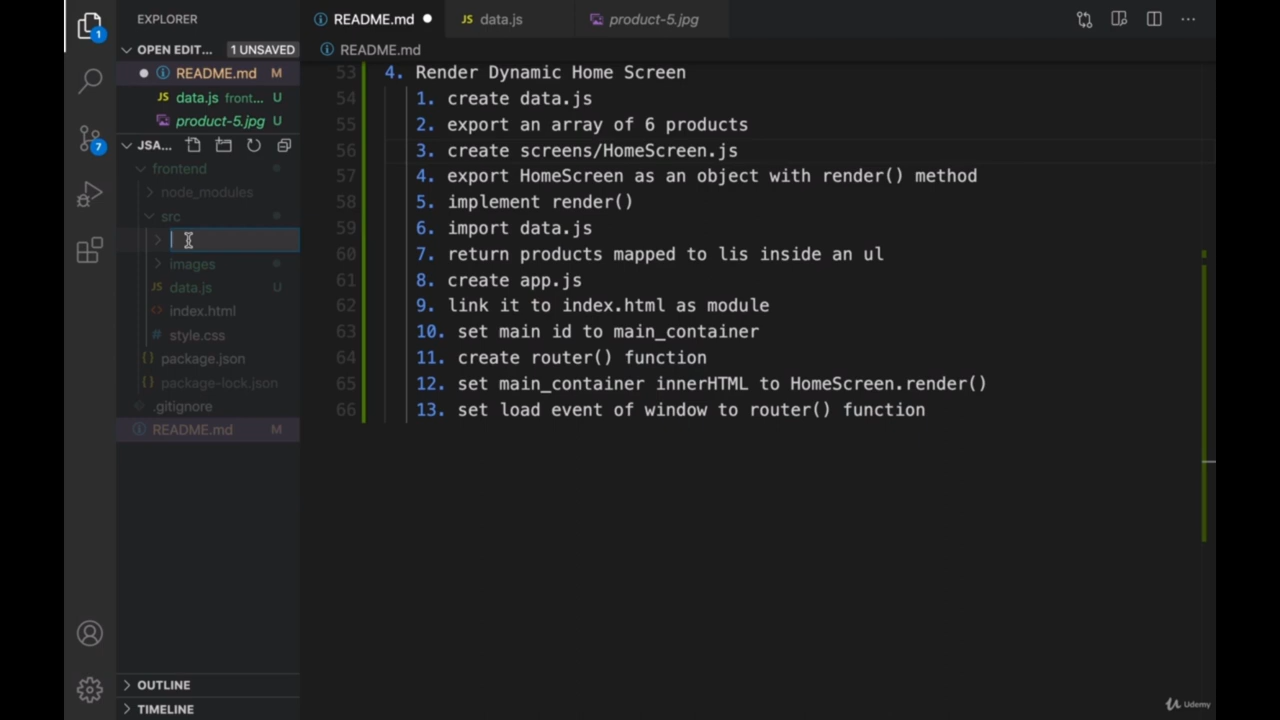 EXPLORER
README.md
JS data.js
product-5.jpg
OPEN EDIT... 1 UNSAVED
README.md
README.md M
JS data.js front... U
product-5.jpg U
JSA...
frontend
node_modules
src
images
JS data.js U
<> index.html
# style.css
{} package.json
{} package-lock.json
.gitignore
README.md M
OUTLINE
TIMELINE
1
7
53 4. Render Dynamic Home Screen
54 1. create data.js
55 2. export an array of 6 products
56 3. create screens/HomeScreen.js
57 4. export HomeScreen as an object with render() method
58 5. implement render()
59 6. import data.js
60 7. return products mapped to lis inside an ul
61 8. create app.js
62 9. link it to index.html as module
63 10. set main id to main_container
64 11. create router() function
65 12. set main_container innerHTML to HomeScreen.render()
66 13. set load event of window to router() function
Udemy